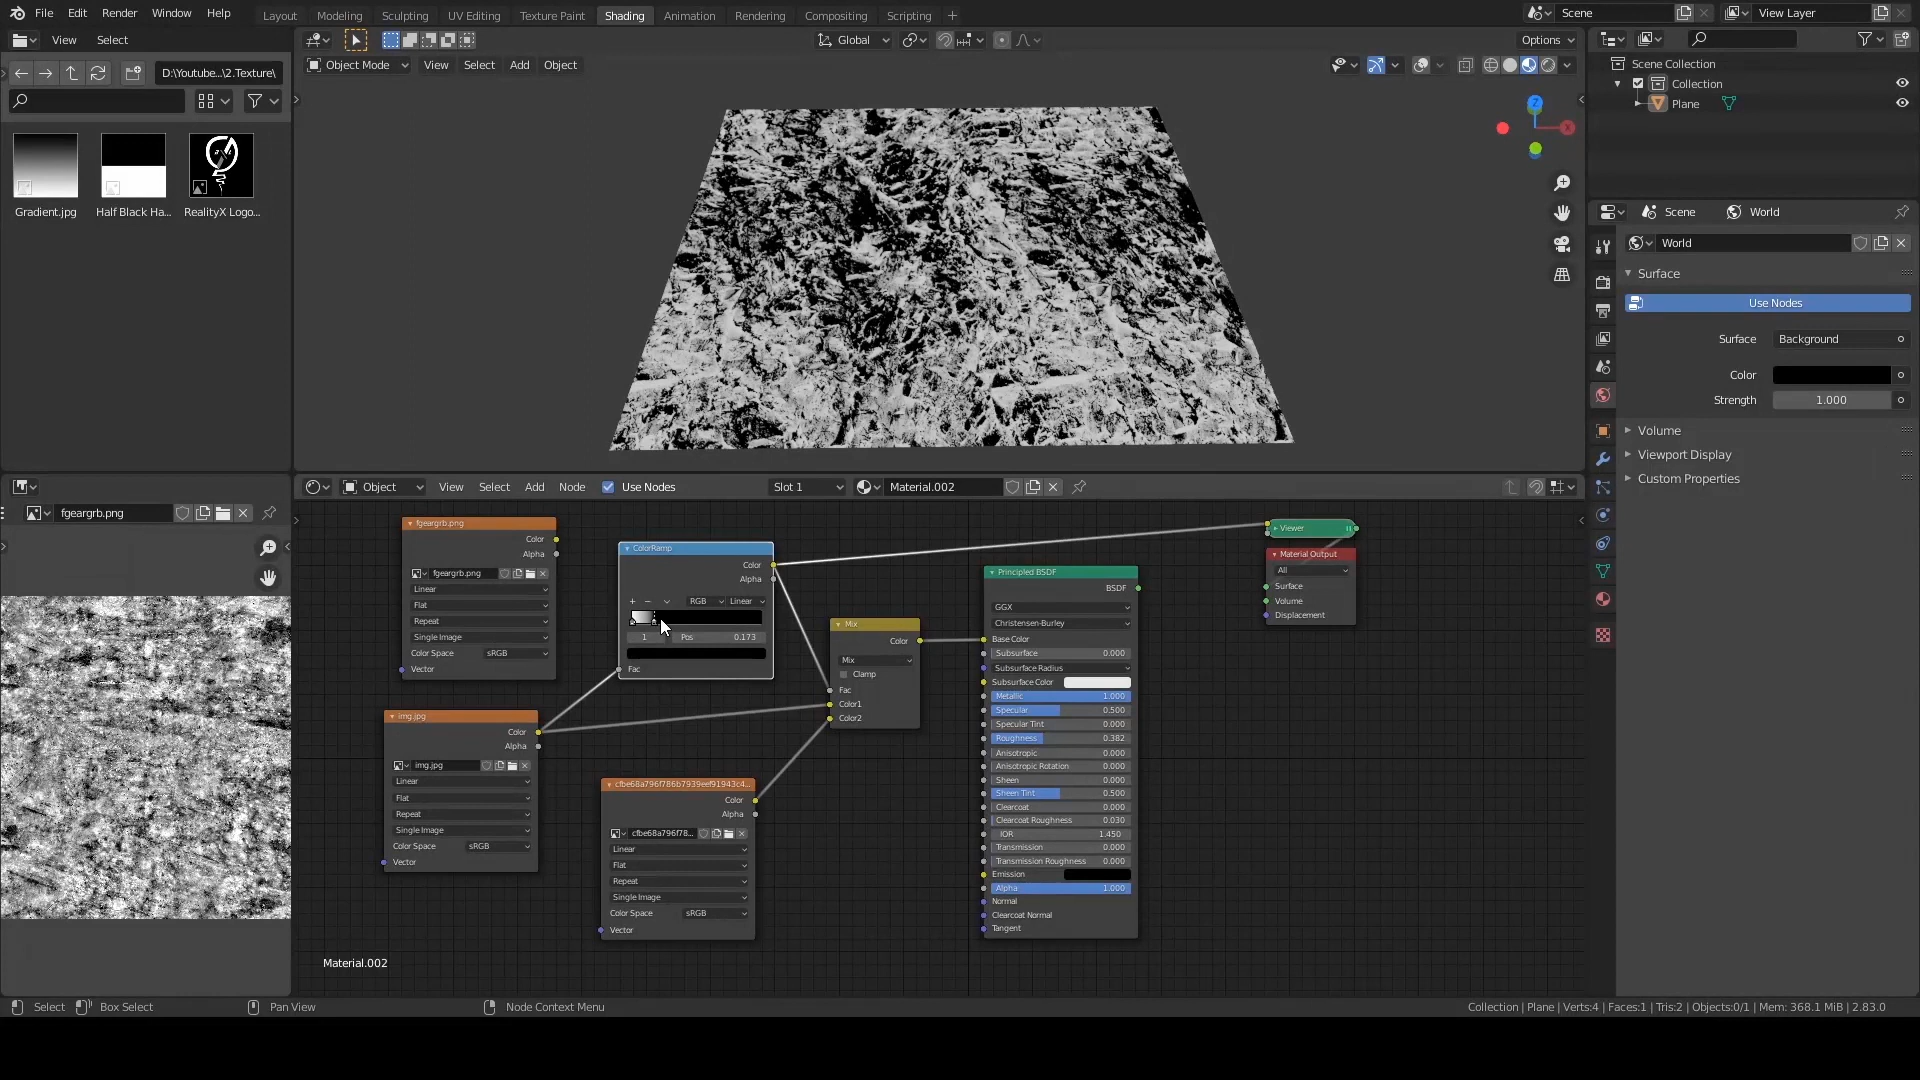 File Edit Render Window Help
Layout Modeling Sculpting UV Editing Texture Paint Shading Animation Rendering Compositing Scripting +
Scene
View Layer
View Select
Global
Options
D:\Youtube...\2.Texture\
Object Mode View Select Add Object
Gradient.jpg
Half Black Ha...
RealityX Logo...
Z
X
Scene Collection
Collection
Plane
Scene World
World
Surface
Use Nodes
Surface Background
Color
Strength 1.000
Volume
Viewport Display
Custom Properties
fgeargrb.png
Object View Select Add Node Use Nodes Slot 1 Material.002
fgeargrb.png
Color
Alpha
fgeargrb.png
Linear
Flat
Repeat
Single Image
Color Space sRGB
Vector
ColorRamp
Color
Alpha
+ − RGB Linear
1 Pos 0.173
Fac
img.jpg
Color
Alpha
img.jpg
Linear
Flat
Repeat
Single Image
Color Space sRGB
Vector
cfbe68a796f786b7939eef91943c4...
Color
Alpha
cfbe68a796f78...
Linear
Flat
Repeat
Single Image
Color Space sRGB
Vector
Mix
Color
Mix
Clamp
Fac
Color1
Color2
Principled BSDF
BSDF
GGX
Christensen-Burley
Base Color
Subsurface 0.000
Subsurface Radius
Subsurface Color
Metallic 1.000
Specular 0.500
Specular Tint 0.000
Roughness 0.382
Anisotropic 0.000
Anisotropic Rotation 0.000
Sheen 0.000
Sheen Tint 0.500
Clearcoat 0.000
Clearcoat Roughness 0.030
IOR 1.450
Transmission 0.000
Transmission Roughness 0.000
Emission
Alpha 1.000
Normal
Clearcoat Normal
Tangent
Viewer
Material Output
All
Surface
Volume
Displacement
Material.002
Select Box Select Pan View Node Context Menu
Collection | Plane | Verts:4 | Faces:1 | Tris:2 | Objects:0/1 | Mem: 368.1 MiB | 2.83.0